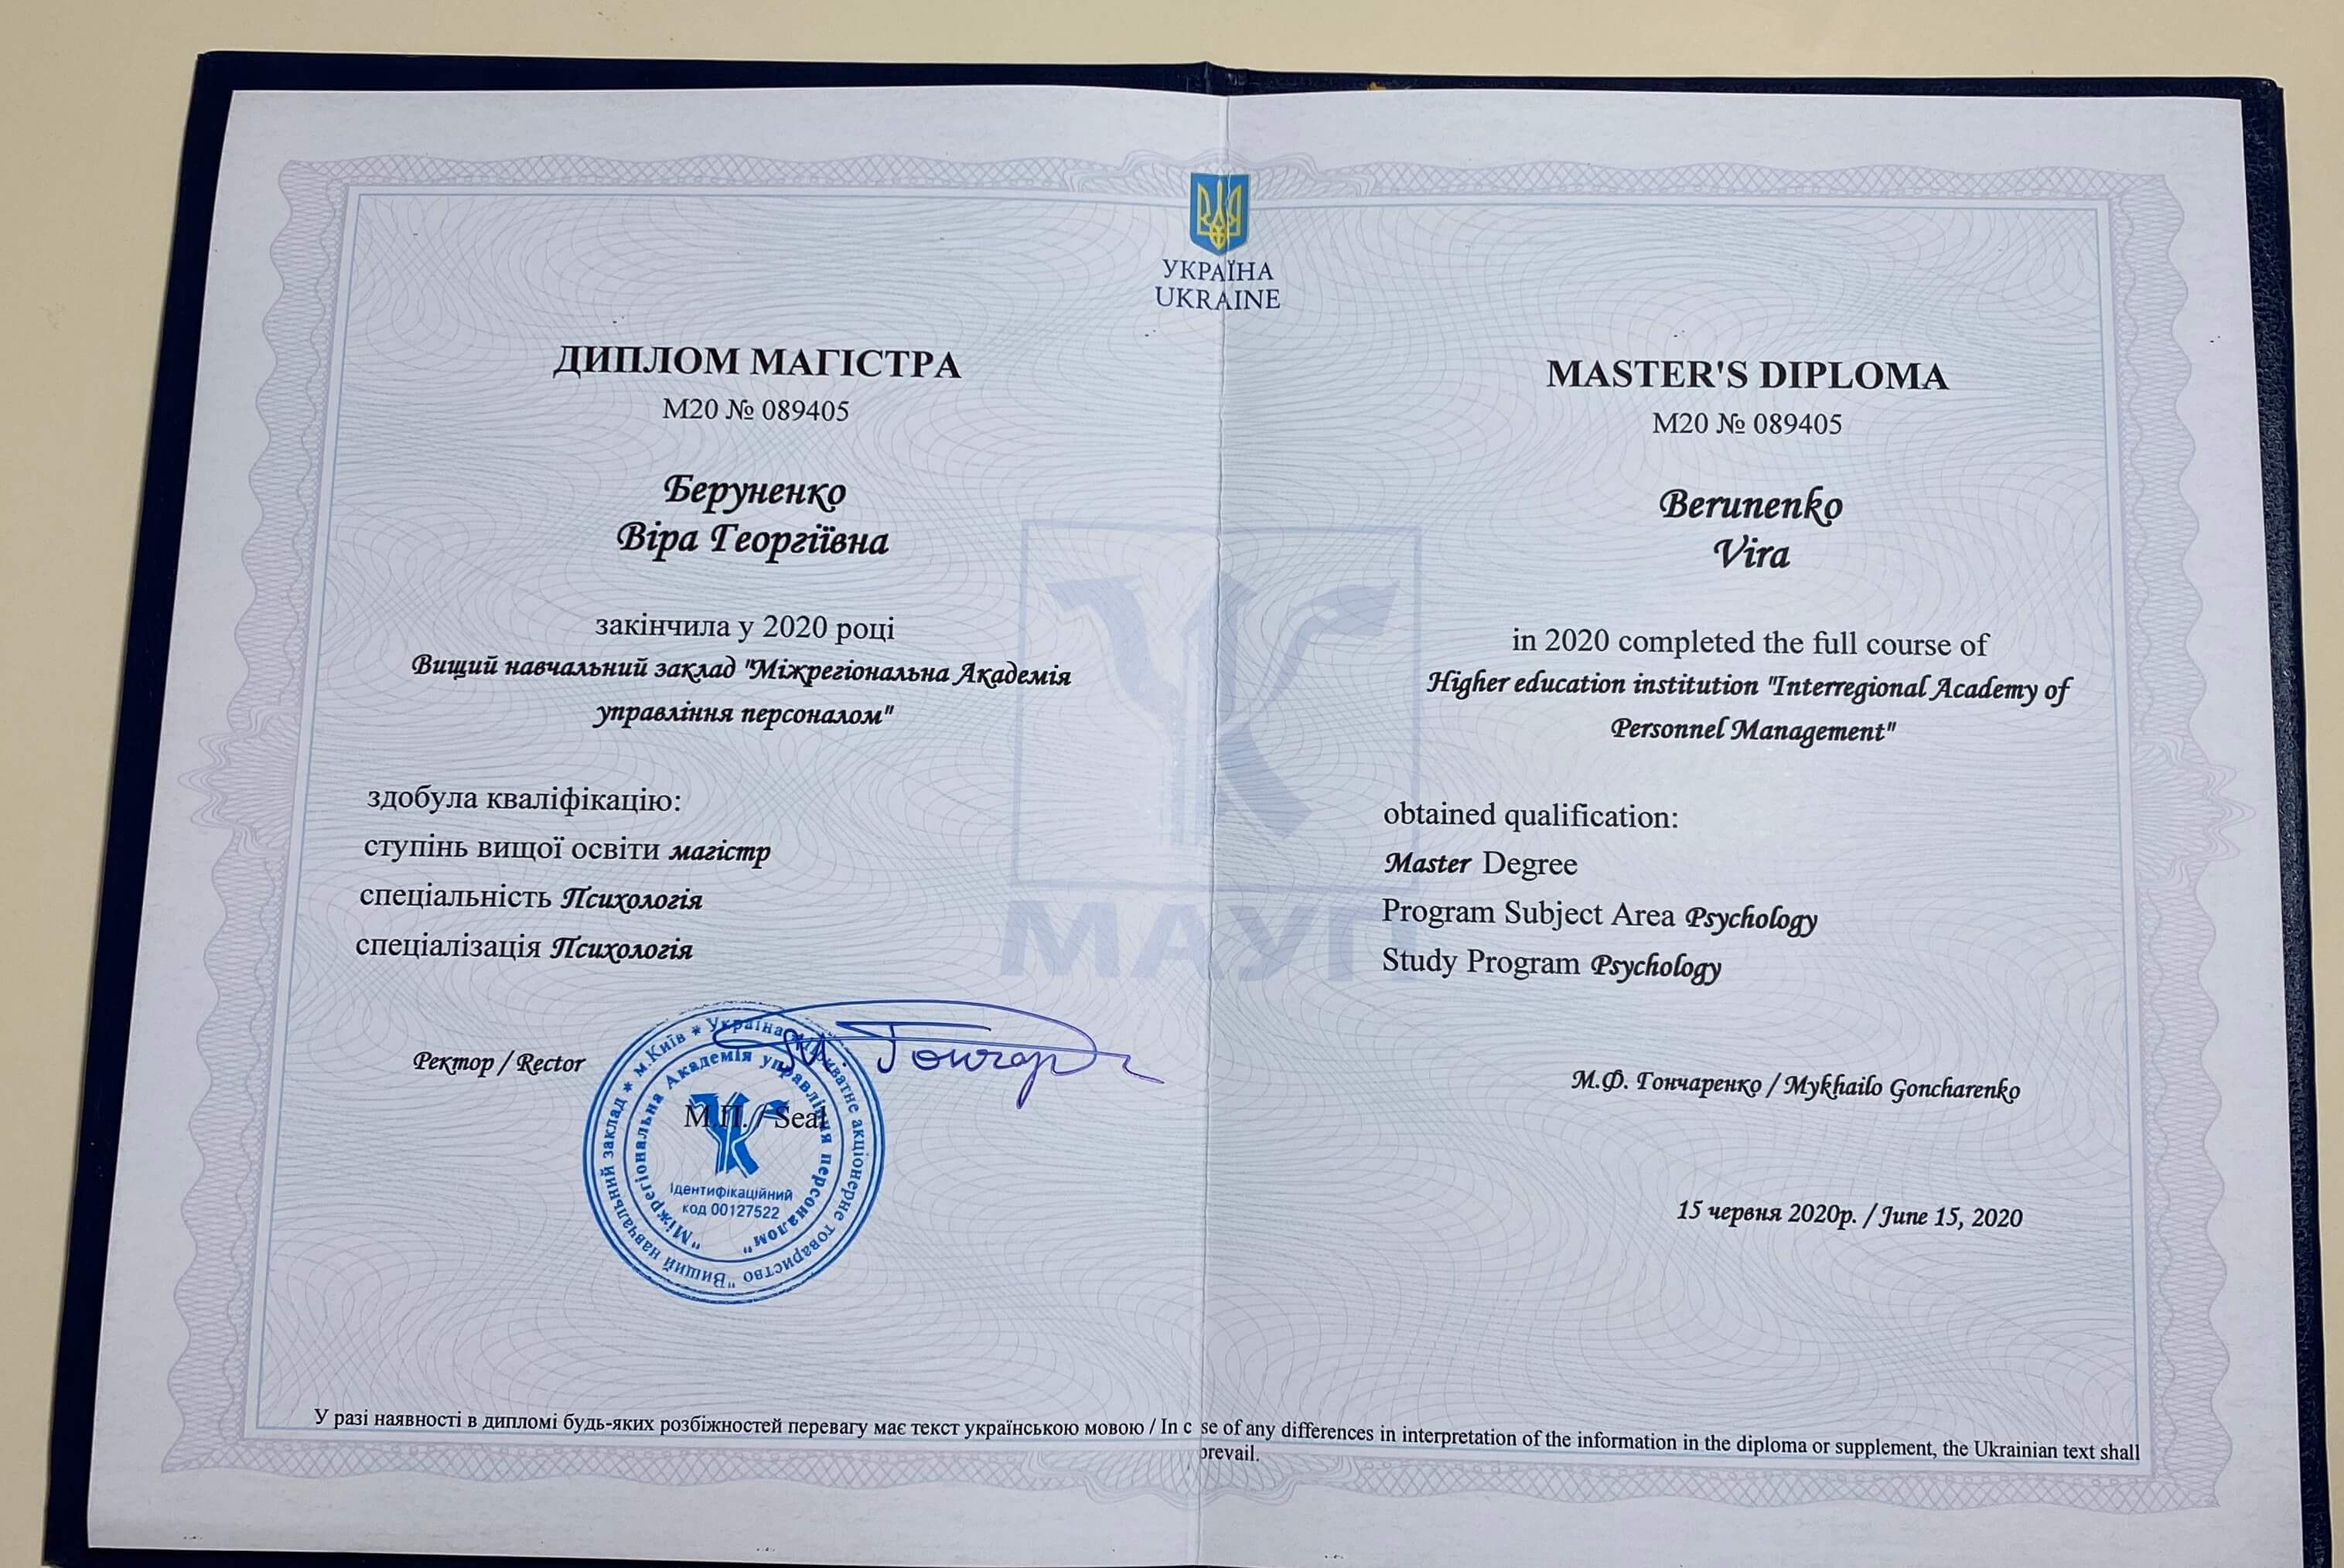 УКРАЇНА
UKRAINE
ДИПЛОМ МАГІСТРА
М20 № 089405
Беруненко
Віра Георгіївна
закінчила у 2020 році
Вищий навчальний заклад "Міжрегіональна Академія
управління персоналом"
здобула кваліфікацію:
ступінь вищої освіти магістр
спеціальність Психологія
спеціалізація Психологія
Ректор / Rector
М.П. / Seal
Україна * Приватне акціонерне товариство "Вищий навчальний заклад * м.Київ *
"Міжрегіональна Академія управління персоналом"
Ідентифікаційний
код 00127522
МАУП
MASTER'S DIPLOMA
М20 № 089405
Berunenko
Vira
in 2020 completed the full course of
Higher education institution "Interregional Academy of
Personnel Management"
obtained qualification:
Master Degree
Program Subject Area Psychology
Study Program Psychology
М.Ф. Гончаренко / Mykhailo Goncharenko
15 червня 2020р. / June 15, 2020
У разі наявності в дипломі будь-яких розбіжностей перевагу має текст українською мовою / In c se of any differences in interpretation of the information in the diploma or supplement, the Ukrainian text shall
prevail.